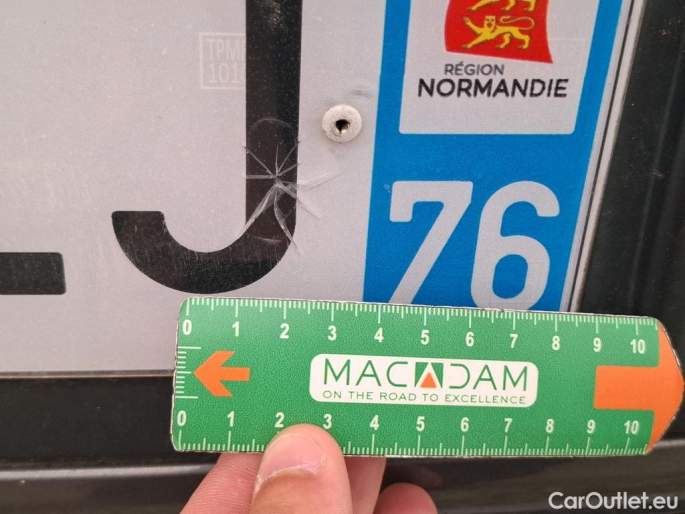 TPMR
101
J
RÉGION
NORMANDIE
76
0 1 2 3 4 5 6 7 8 9 10
MACADAM
ON THE ROAD TO EXCELLENCE
0 1 2 3 4 5 6 7 8 9 10
CarOutlet.eu